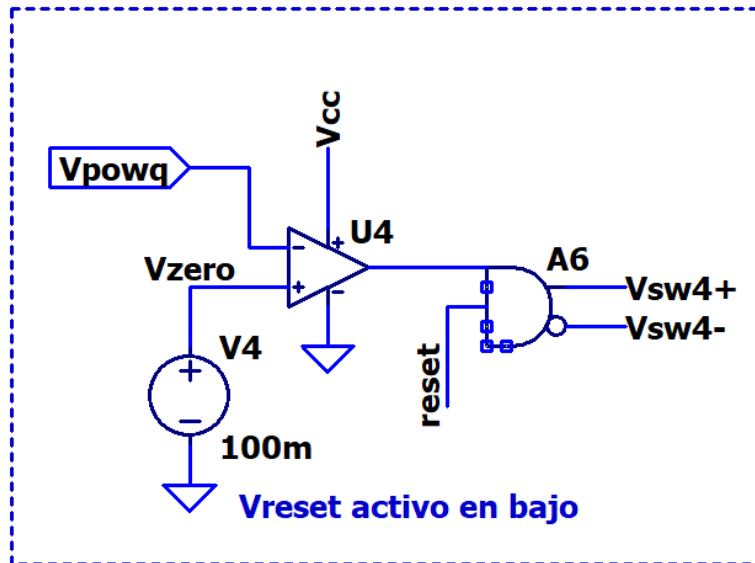 Vcc
Vpowq
U4
+
−
Vzero
+
−
A6
Vsw4+
Vsw4-
V4
+
−
reset
100m
Vreset activo en bajo